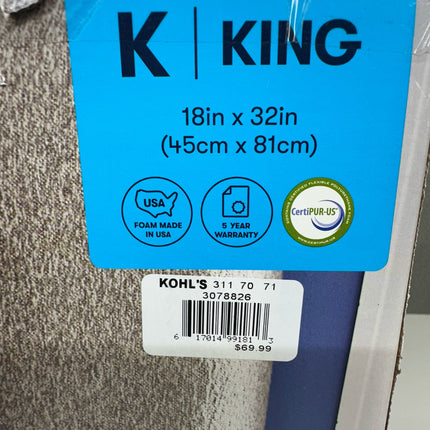 K | KING
18in x 32in
(45cm x 81cm)
USA
FOAM MADE
IN USA
5 YEAR
WARRANTY
CertiPUR-US®
KOHL'S 311 70 71
3078826
6 17014 99181 3
$69.99